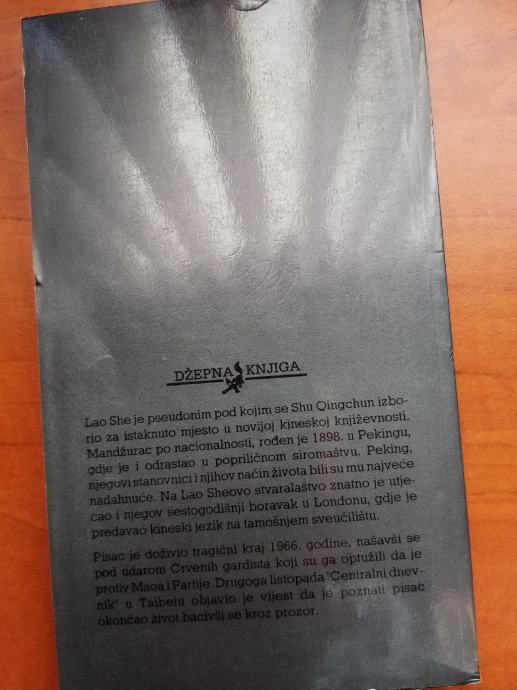 DŽEPNA KNJIGA
Lao She je pseudonim pod kojim se Shu Qingchun izbo-
rio za istaknuto mjesto u novijoj kineskoj književnosti.
Mandžurac po nacionalnosti, rođen je 1898. u Pekingu,
gdje je i odrastao u popriličnom siromaštvu. Peking,
njegovi stanovnici i njihov način života bili su mu najveće
nadahnuće. Na Lao Sheovo stvaralaštvo znatno je utje-
cao i njegov šestogodišnji boravak u Londonu, gdje je
predavao kineski jezik na tamošnjem sveučilištu.
Pisac je doživio tragični kraj 1966. godine, našavši se
pod udarom Crvenih gardista koji su ga optužili da je
protiv Maoa i Partije. Drugoga listopada "Centralni dnev-
nik" u Taibeiu objavio je vijest da je poznati pisac
okončao život bacivši se kroz prozor.